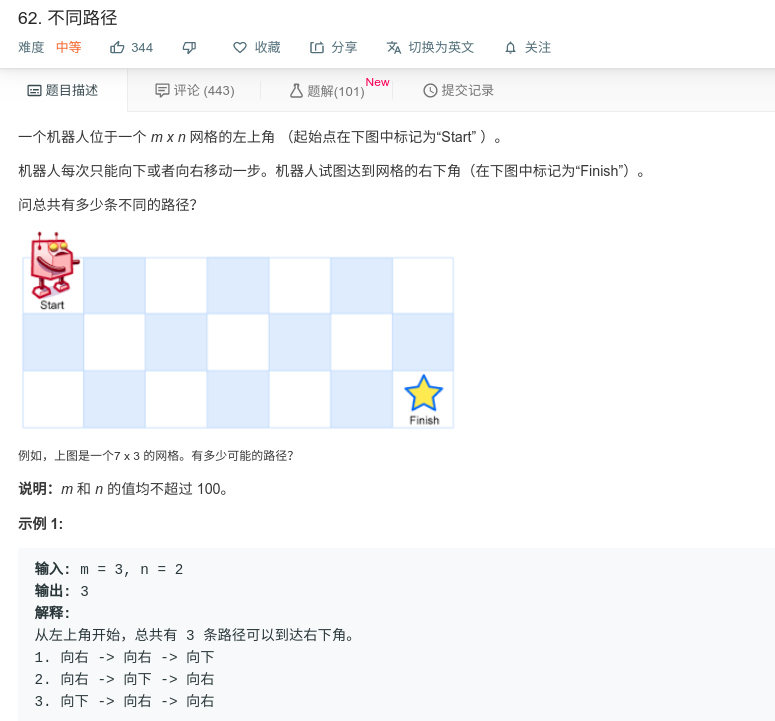 62. 不同路径
难度 中等 344 收藏 分享 切换为英文 关注
题目描述 评论 (443) 题解(101) New 提交记录
一个机器人位于一个 m x n 网格的左上角 （起始点在下图中标记为“Start” ）。
机器人每次只能向下或者向右移动一步。机器人试图达到网格的右下角（在下图中标记为“Finish”）。
问总共有多少条不同的路径？
Start
Finish
例如，上图是一个7 x 3 的网格。有多少可能的路径？
说明：m 和 n 的值均不超过 100。
示例 1:
输入: m = 3, n = 2
输出: 3
解释:
从左上角开始，总共有 3 条路径可以到达右下角。
1. 向右 -> 向右 -> 向下
2. 向右 -> 向下 -> 向右
3. 向下 -> 向右 -> 向右